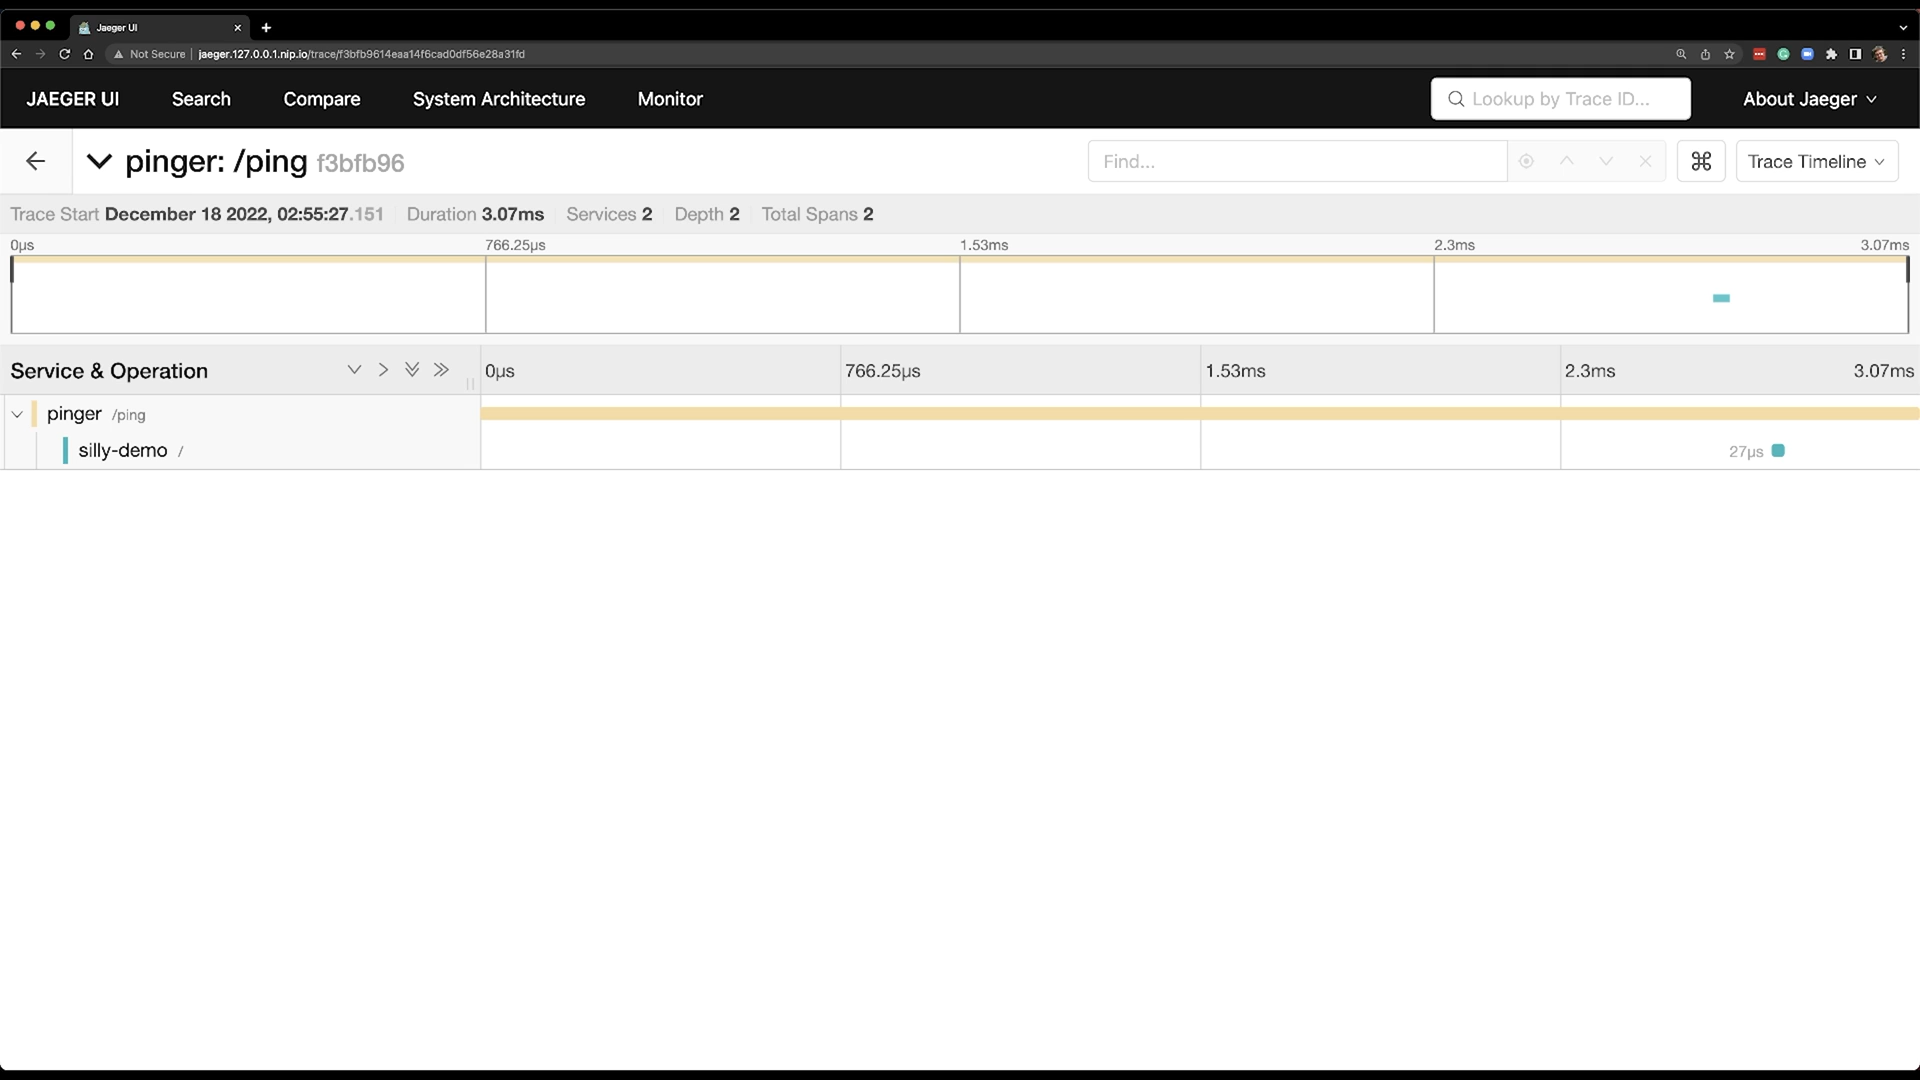 Jaeger UI
Not Secure | jaeger.127.0.0.1.nip.io/trace/f3bfb9614eaa14f6cad0df56e28a31fd
JAEGER UI Search Compare System Architecture Monitor Lookup by Trace ID... About Jaeger
pinger: /ping f3bfb96 Find... Trace Timeline
Trace Start December 18 2022, 02:55:27.151 Duration 3.07ms Services 2 Depth 2 Total Spans 2
0μs 766.25μs 1.53ms 2.3ms 3.07ms
Service & Operation 0μs 766.25μs 1.53ms 2.3ms 3.07ms
pinger /ping
silly-demo / 27μs